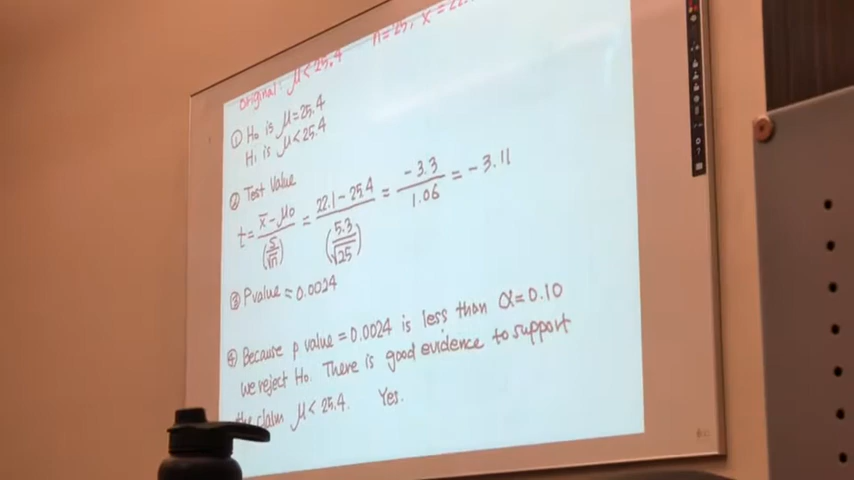 original: μ < 25.4 n=25, x = 22.
① H₀ is μ = 25.4
H₁ is μ < 25.4
② Test Value
t = (x̄ - μ₀)/(s/√n) = (22.1 - 25.4)/(5.3/√25) = -3.3/1.06 = -3.11
③ Pvalue = 0.0024
④ Because p value = 0.0024 is less than α = 0.10
we reject H₀. There is good evidence to support
the claim μ < 25.4. Yes.